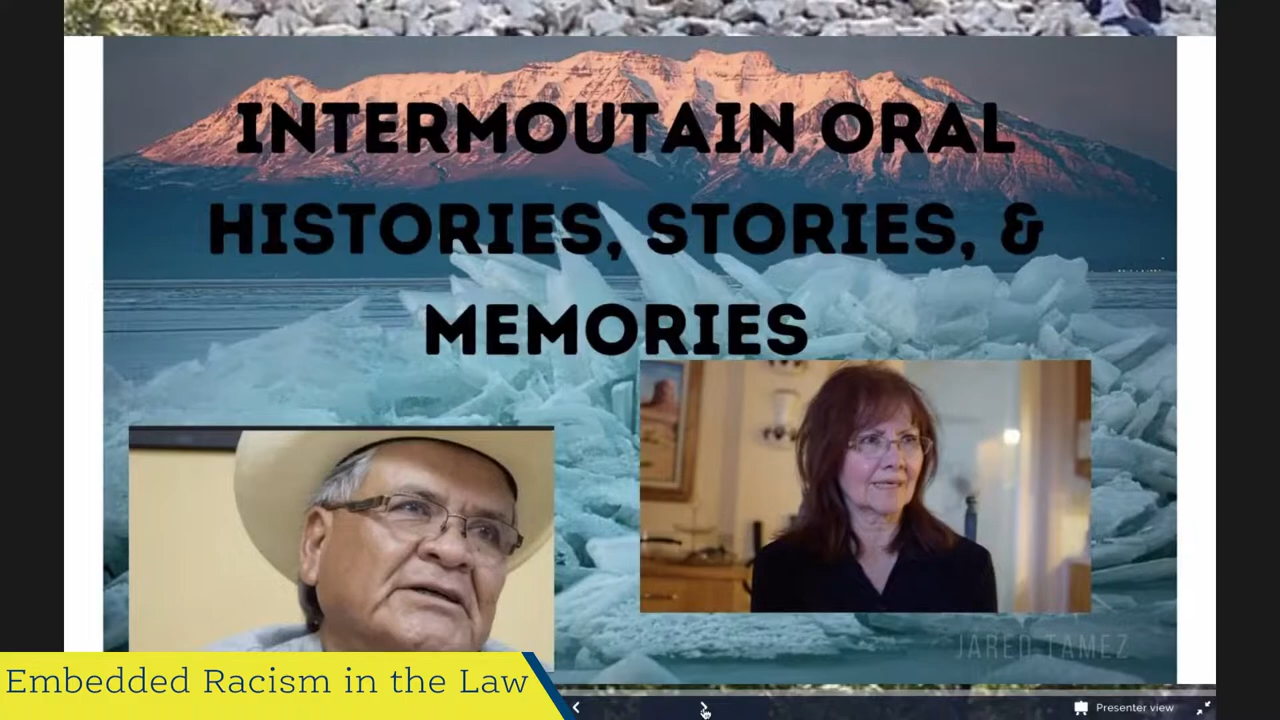 INTERMOUTAIN ORAL
HISTORIES, STORIES, &
MEMORIES
JARED TAMEZ
Embedded Racism in the Law
Presenter view